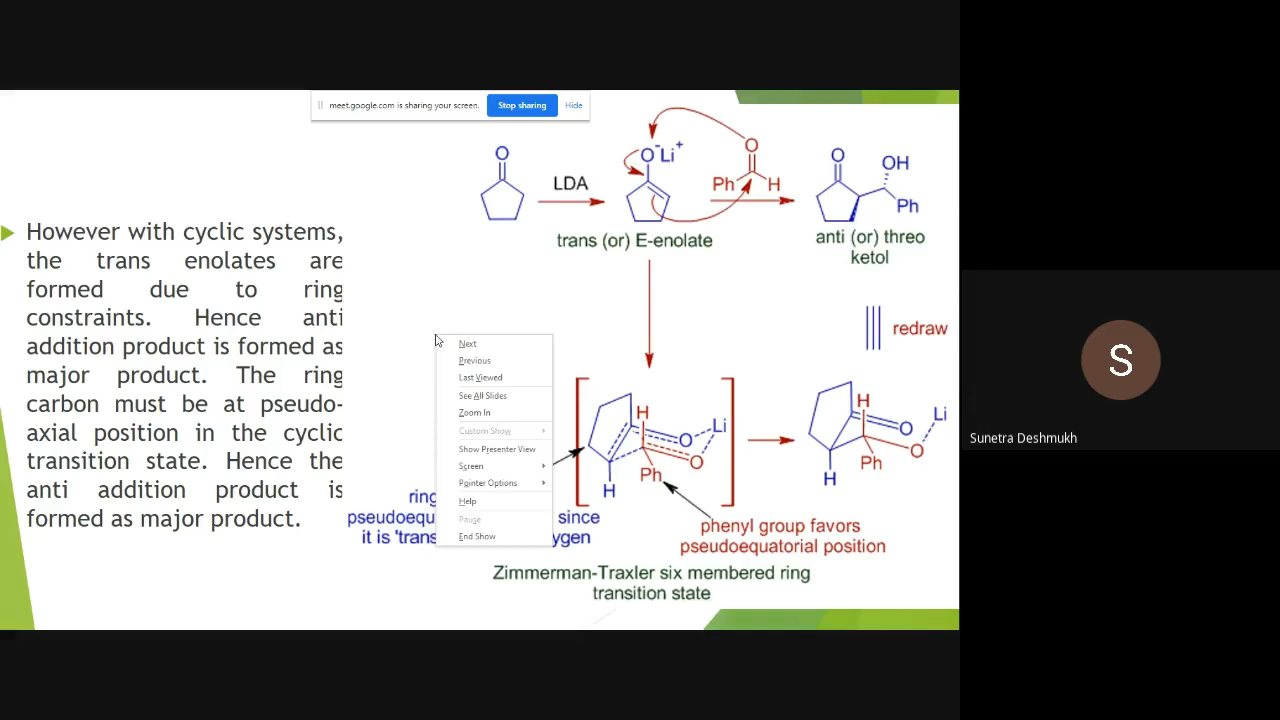 meet.google.com is sharing your screen. Stop sharing Hide
However with cyclic systems,
the trans enolates are
formed due to ring
constraints. Hence anti
addition product is formed as
major product. The ring
carbon must be at pseudo-
axial position in the cyclic
transition state. Hence the
anti addition product is
formed as major product.
O
LDA
O-Li+
O
Ph H
trans (or) E-enolate
O
OH
Ph
anti (or) threo
ketol
redraw
Next
Previous
Last Viewed
See All Slides
Zoom In
Custom Show
Show Presenter View
Screen
Pointer Options
Help
Pause
End Show
H
Li
O
O
Ph
H
H
Li
O
O
Ph
H
ring
since
phenyl group favors
pseudoequatorial position
Zimmerman-Traxler six membered ring
transition state
S
Sunetra Deshmukh